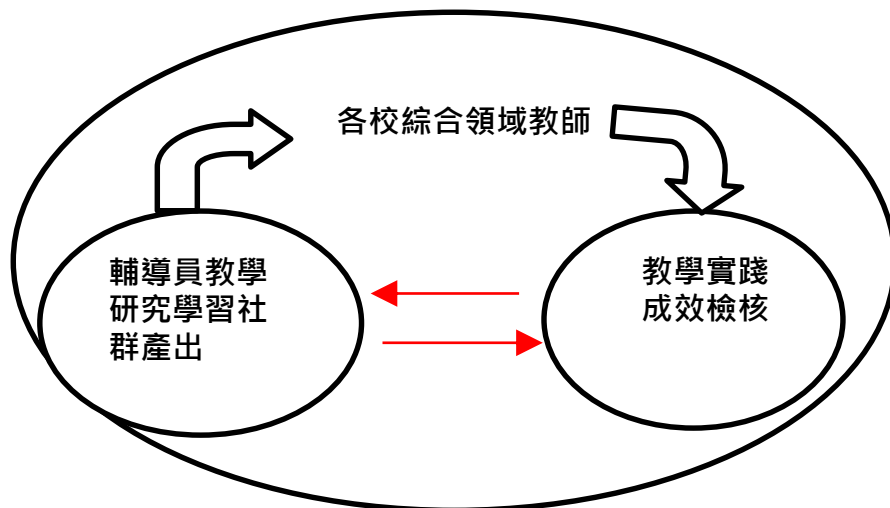 各校綜合領域教師
輔導員教學
研究學習社
群產出
教學實踐
成效檢核